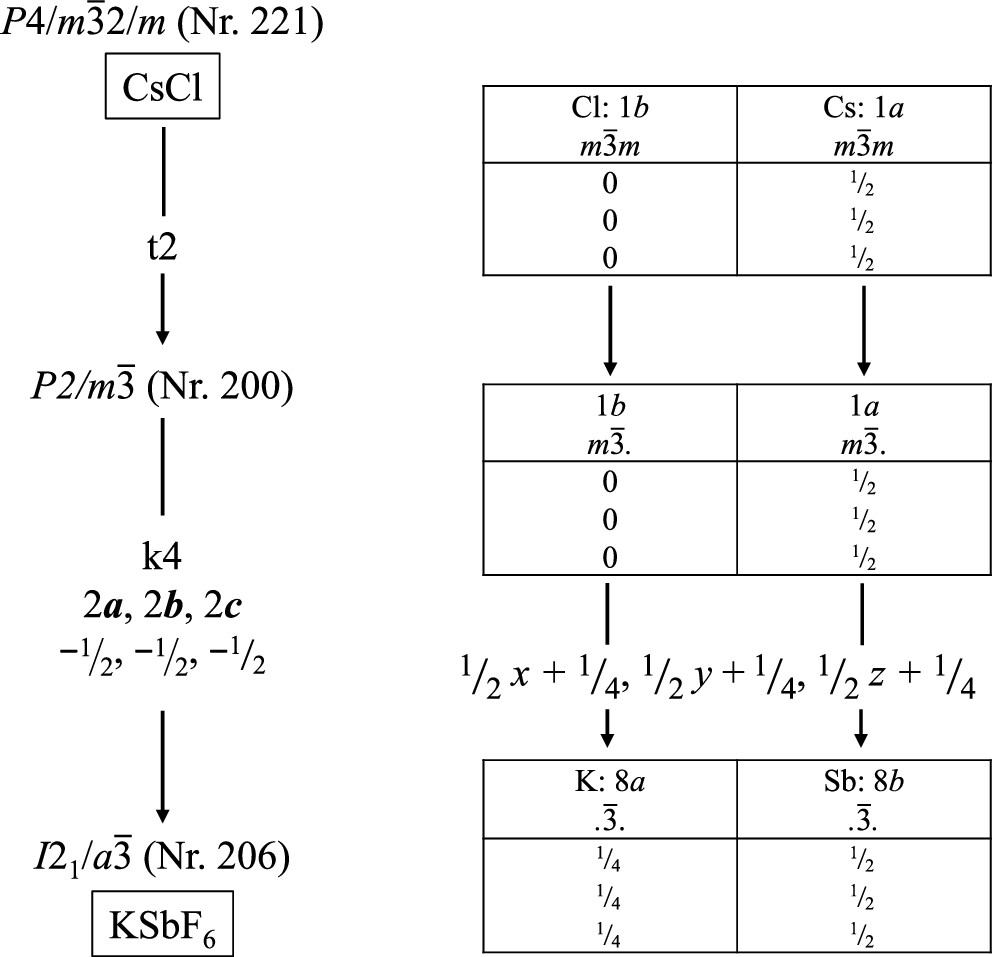 P4/m3̅2/m (Nr. 221)
CsCl
t2
P2/m3̅ (Nr. 200)
k4
2a, 2b, 2c
−1/2, −1/2, −1/2
I2₁/a3̅ (Nr. 206)
KSbF₆
Cl: 1b Cs: 1a
m3̅m m3̅m
0 1/2
0 1/2
0 1/2
1b 1a
m3̅. m3̅.
0 1/2
0 1/2
0 1/2
1/2 x + 1/4, 1/2 y + 1/4, 1/2 z + 1/4
K: 8a Sb: 8b
.3̅. .3̅.
1/4 1/2
1/4 1/2
1/4 1/2